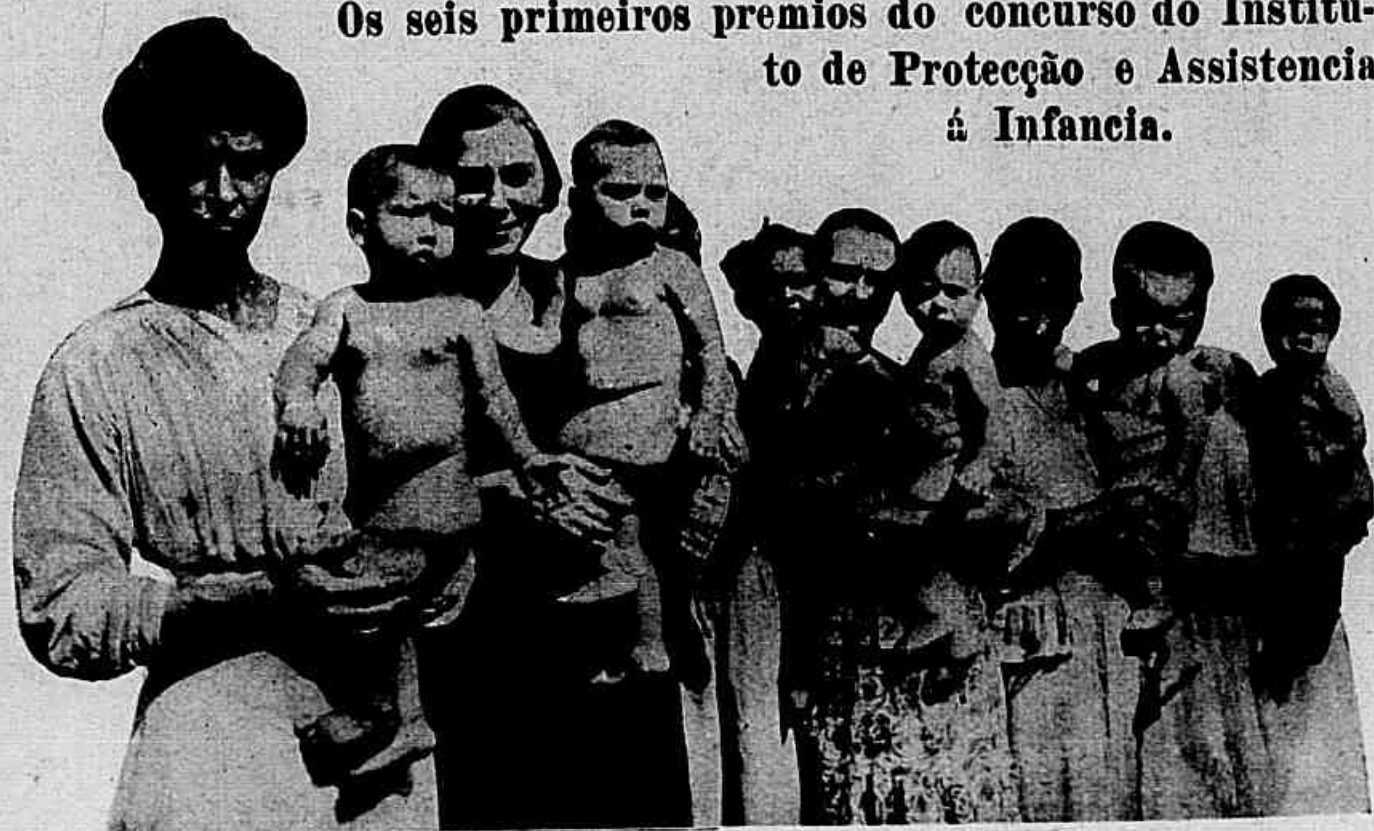 Os seis primeiros premios do concurso do Institu-
to de Protecção e Assistencia
á Infancia.